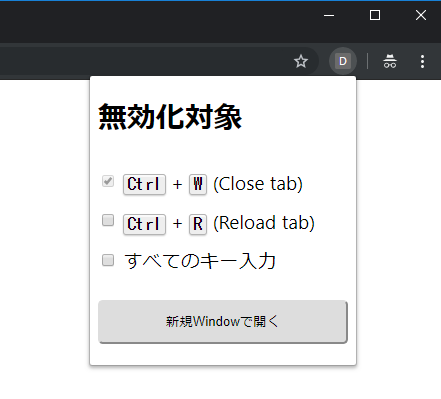 D
無効化対象
Ctrl + W (Close tab)
Ctrl + R (Reload tab)
すべてのキー入力
新規Windowで開く